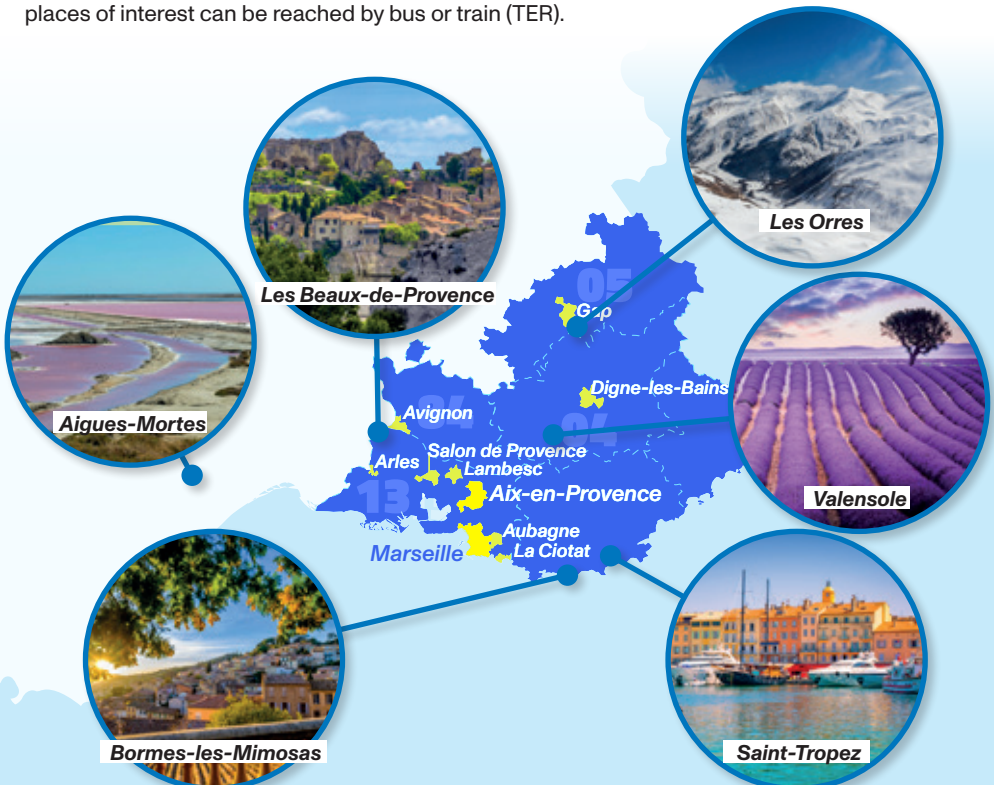 places of interest can be reached by bus or train (TER).
Les Orres
Les Beaux-de-Provence
05
Gap
Digne-les-Bains
Aigues-Mortes
84
Avignon
04
Salon de Provence
Arles
Lambesc
13
Aix-en-Provence
Valensole
Aubagne
Marseille
La Ciotat
Bormes-les-Mimosas
Saint-Tropez